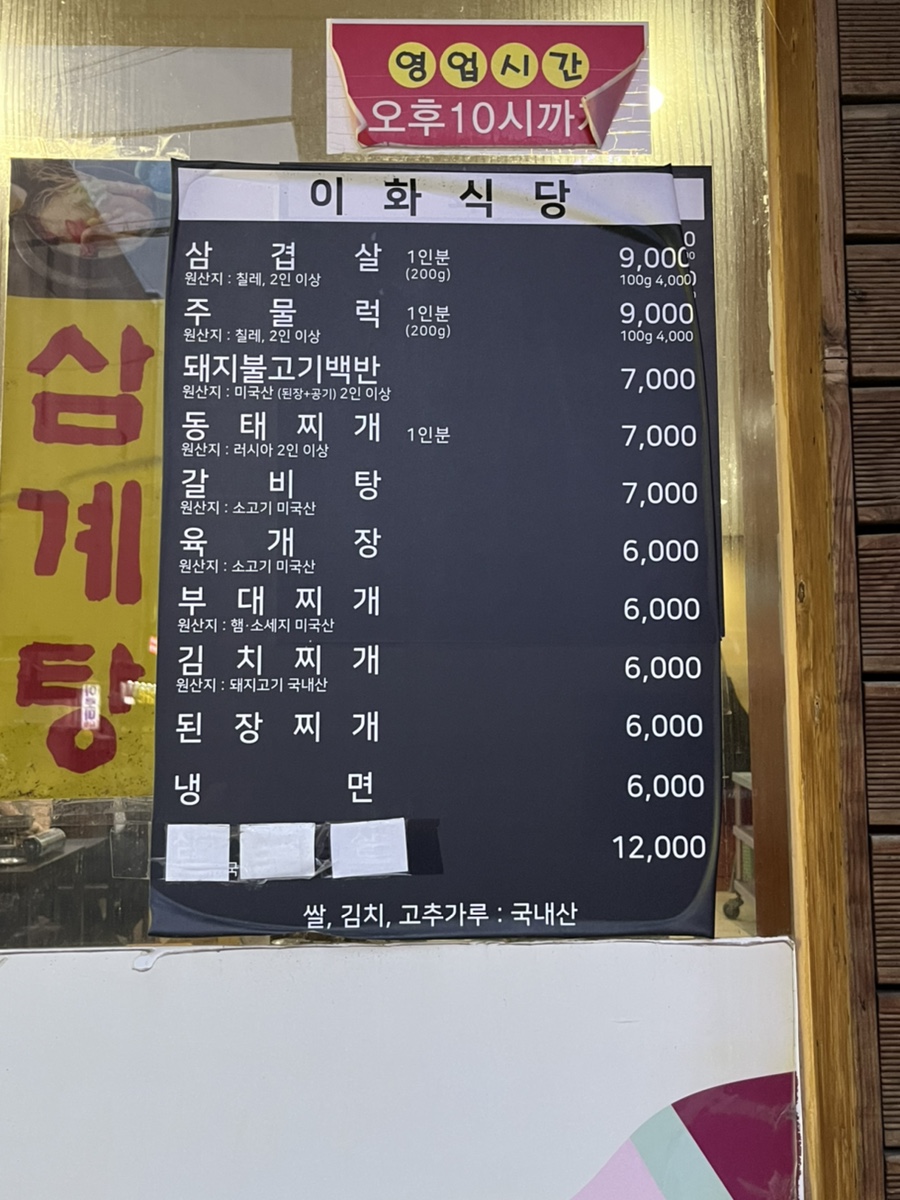 영업시간
오후10시까
이화식당
삼겹살 1인분 9,000
원산지 : 칠레, 2인 이상 (200g) 100g 4,000
주물럭 1인분 9,000
원산지 : 칠레, 2인 이상 (200g) 100g 4,000
돼지불고기백반 7,000
원산지 : 미국산 (된장+공기) 2인 이상
동태찌개 1인분 7,000
원산지 : 러시아 2인 이상
갈비탕 7,000
원산지 : 소고기 미국산
육개장 6,000
원산지 : 소고기 미국산
부대찌개 6,000
원산지 : 햄·소세지 미국산
김치찌개 6,000
원산지 : 돼지고기 국내산
된장찌개 6,000
냉면 6,000
12,000
쌀, 김치, 고추가루 : 국내산
삼계탕